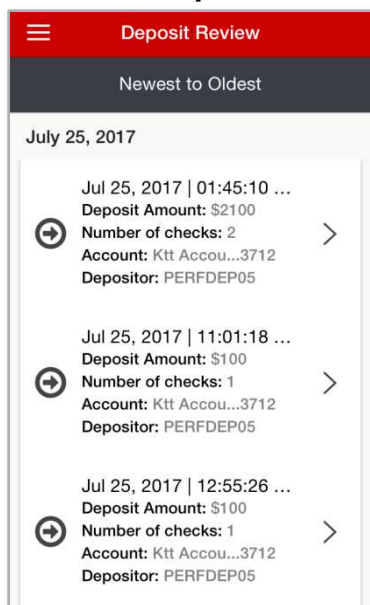 Deposit Review
Newest to Oldest
July 25, 2017
Jul 25, 2017 | 01:45:10 ...
Deposit Amount: $2100
Number of checks: 2
Account: Ktt Accou...3712
Depositor: PERFDEP05
Jul 25, 2017 | 11:01:18 ...
Deposit Amount: $100
Number of checks: 1
Account: Ktt Accou...3712
Depositor: PERFDEP05
Jul 25, 2017 | 12:55:26 ...
Deposit Amount: $100
Number of checks: 1
Account: Ktt Accou...3712
Depositor: PERFDEP05